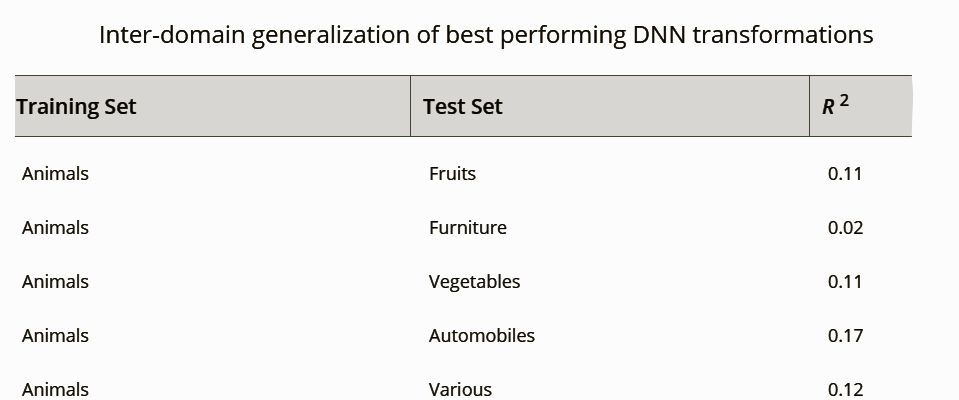 Inter-domain generalization of best performing DNN transformations
Training Set Test Set R 2
Animals Fruits 0.11
Animals Furniture 0.02
Animals Vegetables 0.11
Animals Automobiles 0.17
Animals Various 0.12